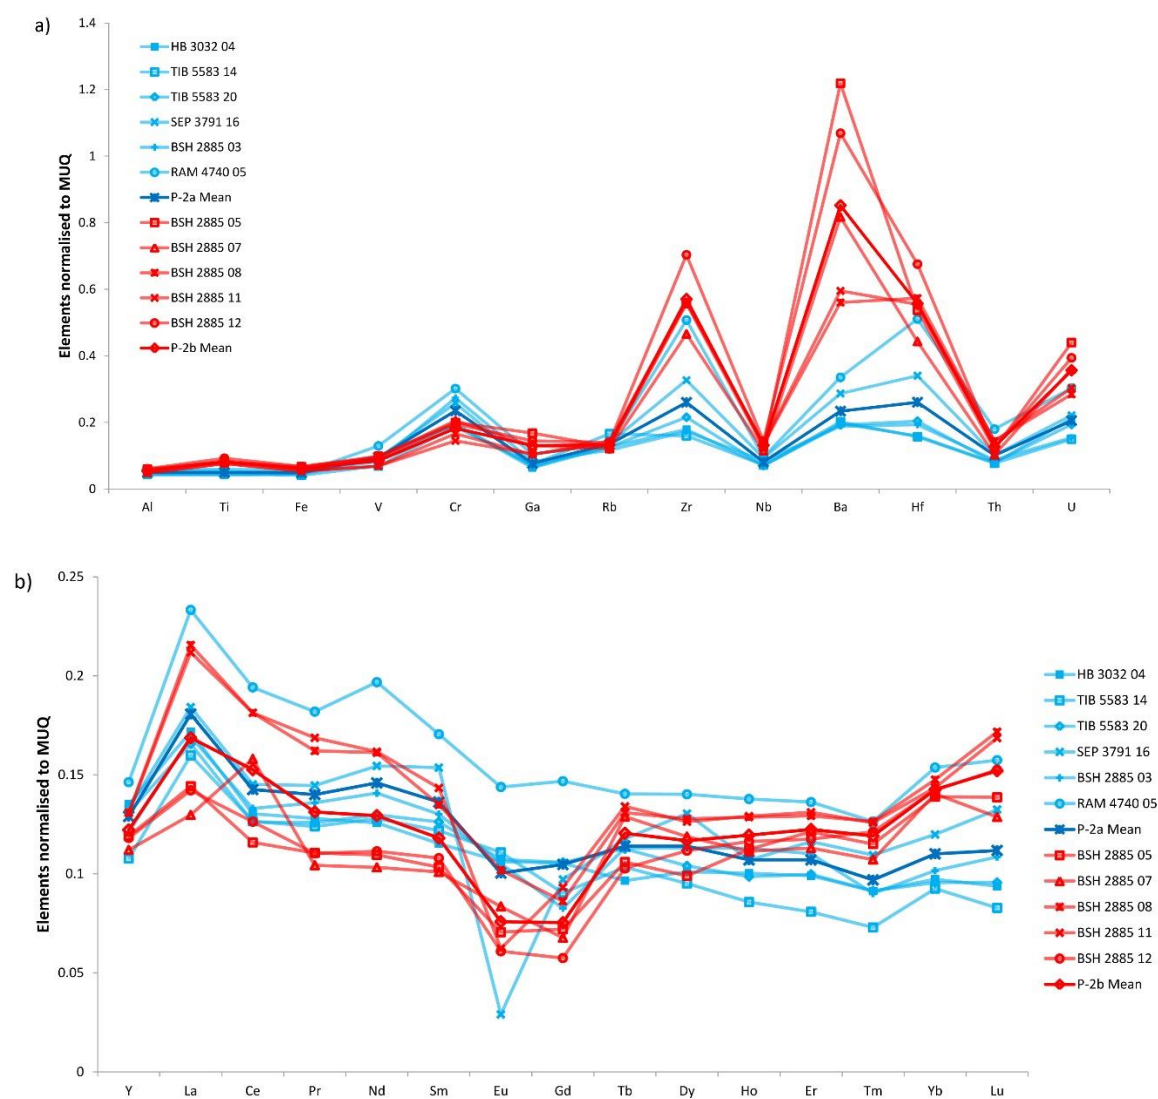 a)
1.4
1.2
1
0.8
0.6
0.4
0.2
0
Elements normalised to MUQ
HB 3032 04
TIB 5583 14
TIB 5583 20
SEP 3791 16
BSH 2885 03
RAM 4740 05
P-2a Mean
BSH 2885 05
BSH 2885 07
BSH 2885 08
BSH 2885 11
BSH 2885 12
P-2b Mean
Al Ti Fe V Cr Ga Rb Zr Nb Ba Hf Th U
b)
0.25
0.2
0.15
0.1
0.05
0
Elements normalised to MUQ
HB 3032 04
TIB 5583 14
TIB 5583 20
SEP 3791 16
BSH 2885 03
RAM 4740 05
P-2a Mean
BSH 2885 05
BSH 2885 07
BSH 2885 08
BSH 2885 11
BSH 2885 12
P-2b Mean
Y La Ce Pr Nd Sm Eu Gd Tb Dy Ho Er Tm Yb Lu